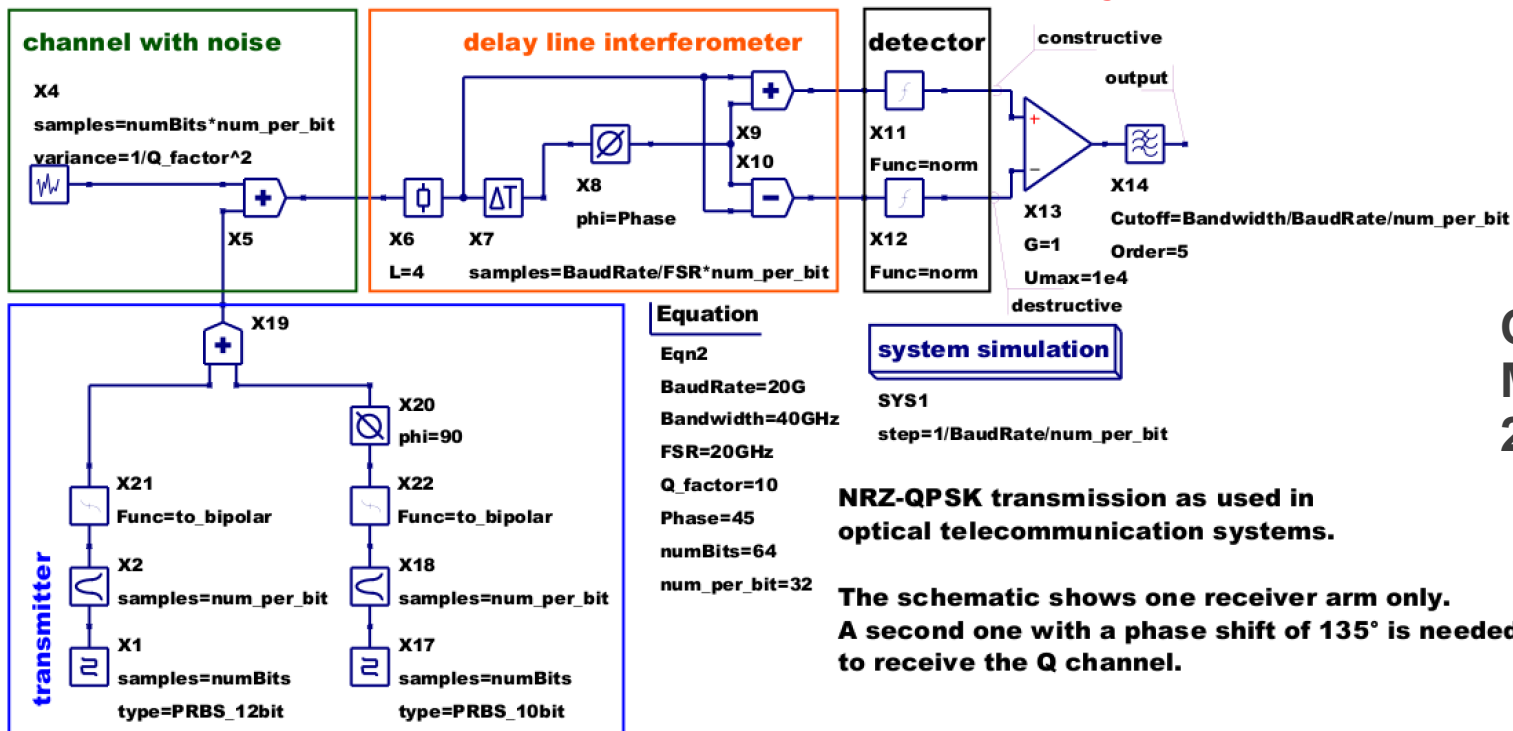 channel with noise
X4
samples=numBits*num_per_bit
variance=1/Q_factor^2
X5
delay line interferometer
X6
L=4
ΔT
X7
samples=BaudRate/FSR*num_per_bit
X8
phi=Phase
+
X9
X10
-
detector
X11
Func=norm
X12
Func=norm
constructive
output
+
-
X13
G=1
Umax=1e4
destructive
X14
Cutoff=Bandwidth/BaudRate/num_per_bit
Order=5
transmitter
X19
+
X20
phi=90
X21
Func=to_bipolar
X22
Func=to_bipolar
X2
samples=num_per_bit
X18
samples=num_per_bit
X1
samples=numBits
type=PRBS_12bit
X17
samples=numBits
type=PRBS_10bit
Equation
Eqn2
BaudRate=20G
Bandwidth=40GHz
FSR=20GHz
Q_factor=10
Phase=45
numBits=64
num_per_bit=32
system simulation
SYS1
step=1/BaudRate/num_per_bit
NRZ-QPSK transmission as used in
optical telecommunication systems.
The schematic shows one receiver arm only.
A second one with a phase shift of 135° is needed
to receive the Q channel.